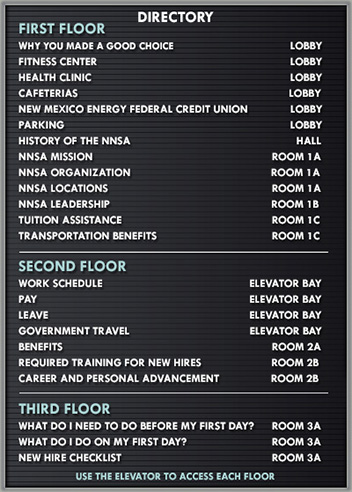 DIRECTORY
FIRST FLOOR
WHY YOU MADE A GOOD CHOICE LOBBY
FITNESS CENTER LOBBY
HEALTH CLINIC LOBBY
CAFETERIAS LOBBY
NEW MEXICO ENERGY FEDERAL CREDIT UNION LOBBY
PARKING LOBBY
HISTORY OF THE NNSA HALL
NNSA MISSION ROOM 1A
NNSA ORGANIZATION ROOM 1A
NNSA LOCATIONS ROOM 1A
NNSA LEADERSHIP ROOM 1B
TUITION ASSISTANCE ROOM 1C
TRANSPORTATION BENEFITS ROOM 1C
SECOND FLOOR
WORK SCHEDULE ELEVATOR BAY
PAY ELEVATOR BAY
LEAVE ELEVATOR BAY
GOVERNMENT TRAVEL ELEVATOR BAY
BENEFITS ROOM 2A
REQUIRED TRAINING FOR NEW HIRES ROOM 2B
CAREER AND PERSONAL ADVANCEMENT ROOM 2B
THIRD FLOOR
WHAT DO I NEED TO DO BEFORE MY FIRST DAY? ROOM 3A
WHAT DO I DO ON MY FIRST DAY? ROOM 3A
NEW HIRE CHECKLIST ROOM 3A
USE THE ELEVATOR TO ACCESS EACH FLOOR